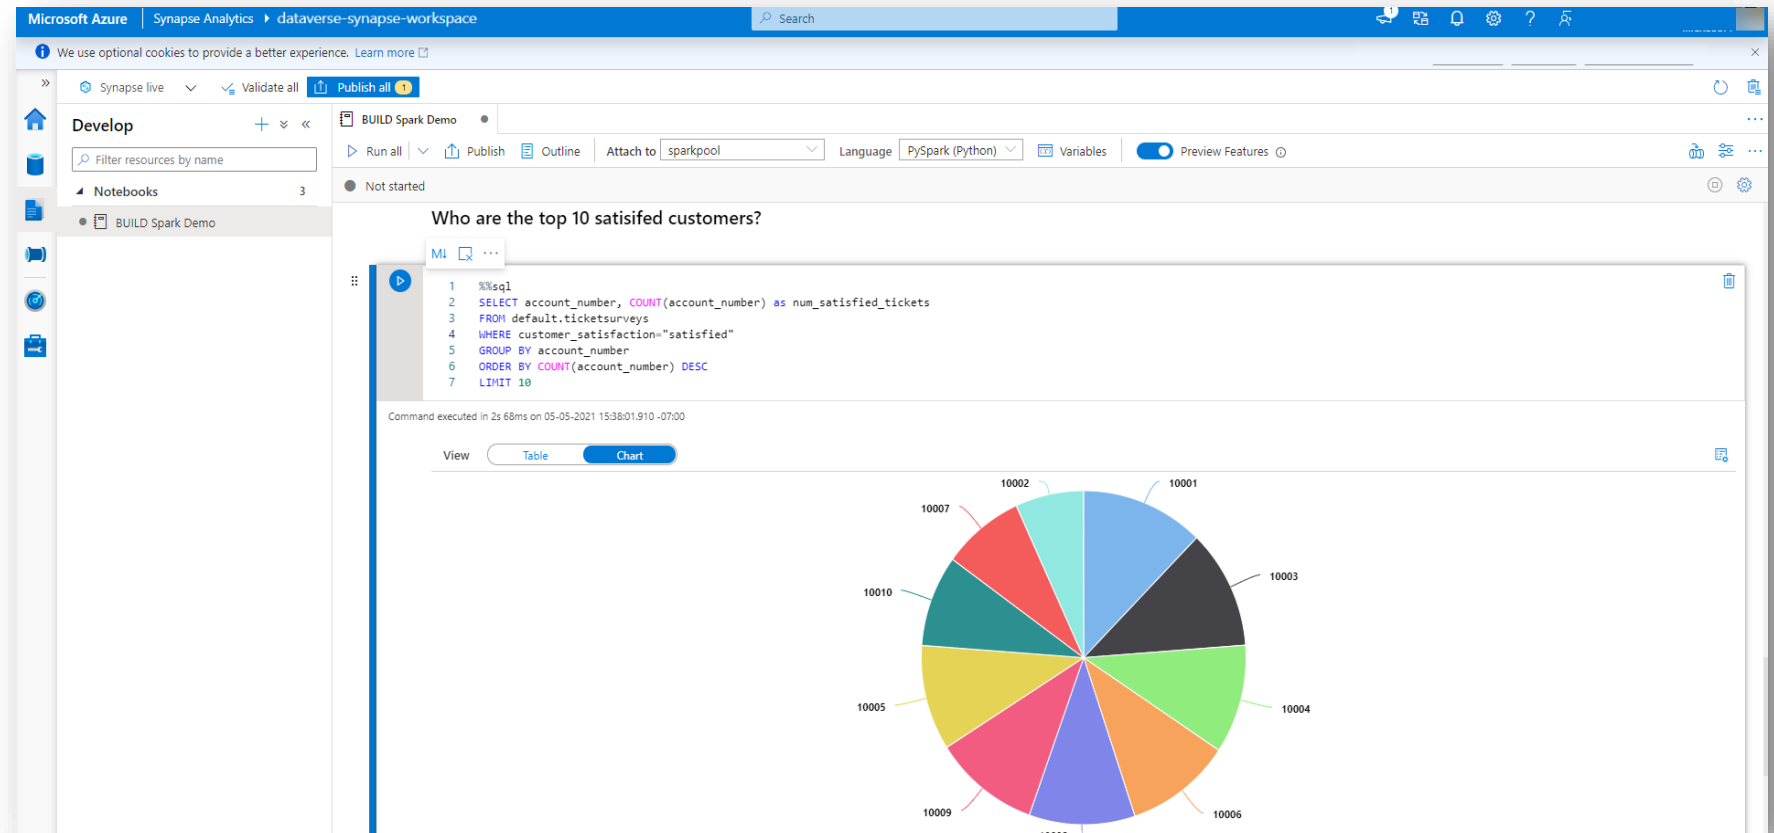 Microsoft Azure Synapse Analytics dataverse-synapse-workspace Search 1
We use optional cookies to provide a better experience. Learn more
Synapse live Validate all Publish all 1
Develop
BUILD Spark Demo
Run all Publish Outline Attach to sparkpool Language PySpark (Python) Variables Preview Features
Filter resources by name
Not started
Notebooks 3
BUILD Spark Demo
Who are the top 10 satisifed customers?
M↓ ...
1 %%sql
2 SELECT account_number, COUNT(account_number) as num_satisfied_tickets
3 FROM default.ticketsurveys
4 WHERE customer_satisfaction="satisfied"
5 GROUP BY account_number
6 ORDER BY COUNT(account_number) DESC
7 LIMIT 10
Command executed in 2s 68ms on 05-05-2021 15:38:01.910 -07:00
View Table Chart
10002 10001
10007
10003
10010
10005 10004
10009 10006